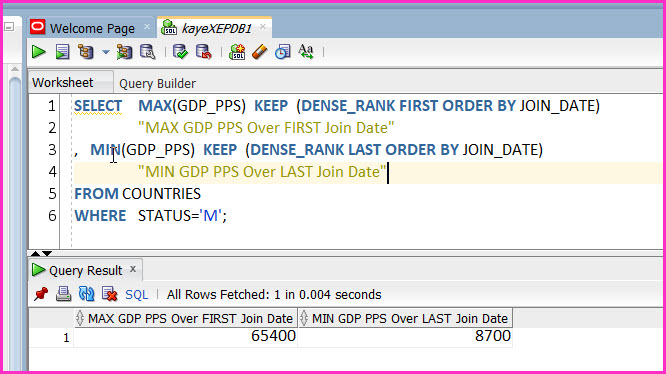 Welcome Page
kayeXEPDB1
SQL
Aa
Worksheet Query Builder
1 SELECT MAX(GDP_PPS) KEEP (DENSE_RANK FIRST ORDER BY JOIN_DATE)
2 "MAX GDP PPS Over FIRST Join Date"
3 , MIN(GDP_PPS) KEEP (DENSE_RANK LAST ORDER BY JOIN_DATE)
4 "MIN GDP PPS Over LAST Join Date"
5 FROM COUNTRIES
6 WHERE STATUS='M';
Query Result x
SQL | All Rows Fetched: 1 in 0.004 seconds
MAX GDP PPS Over FIRST Join Date MIN GDP PPS Over LAST Join Date
1 65400 8700